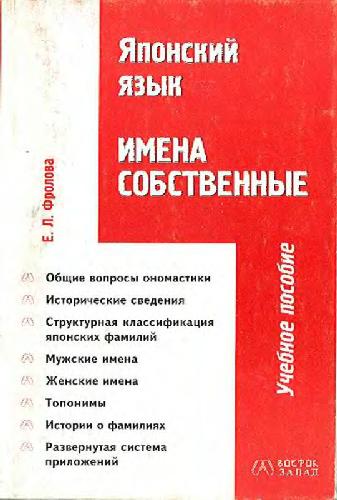 Японский
язык
ИМЕНА
СОБСТВЕННЫЕ
Е. Л. Фролова
Общие вопросы ономастики
Исторические сведения
Структурная классификация
японских фамилий
Мужские имена
Женские имена
Топонимы
Истории о фамилиях
Развернутая система
приложений
Учебное пособие
ВОСТОК
ЗАПАД